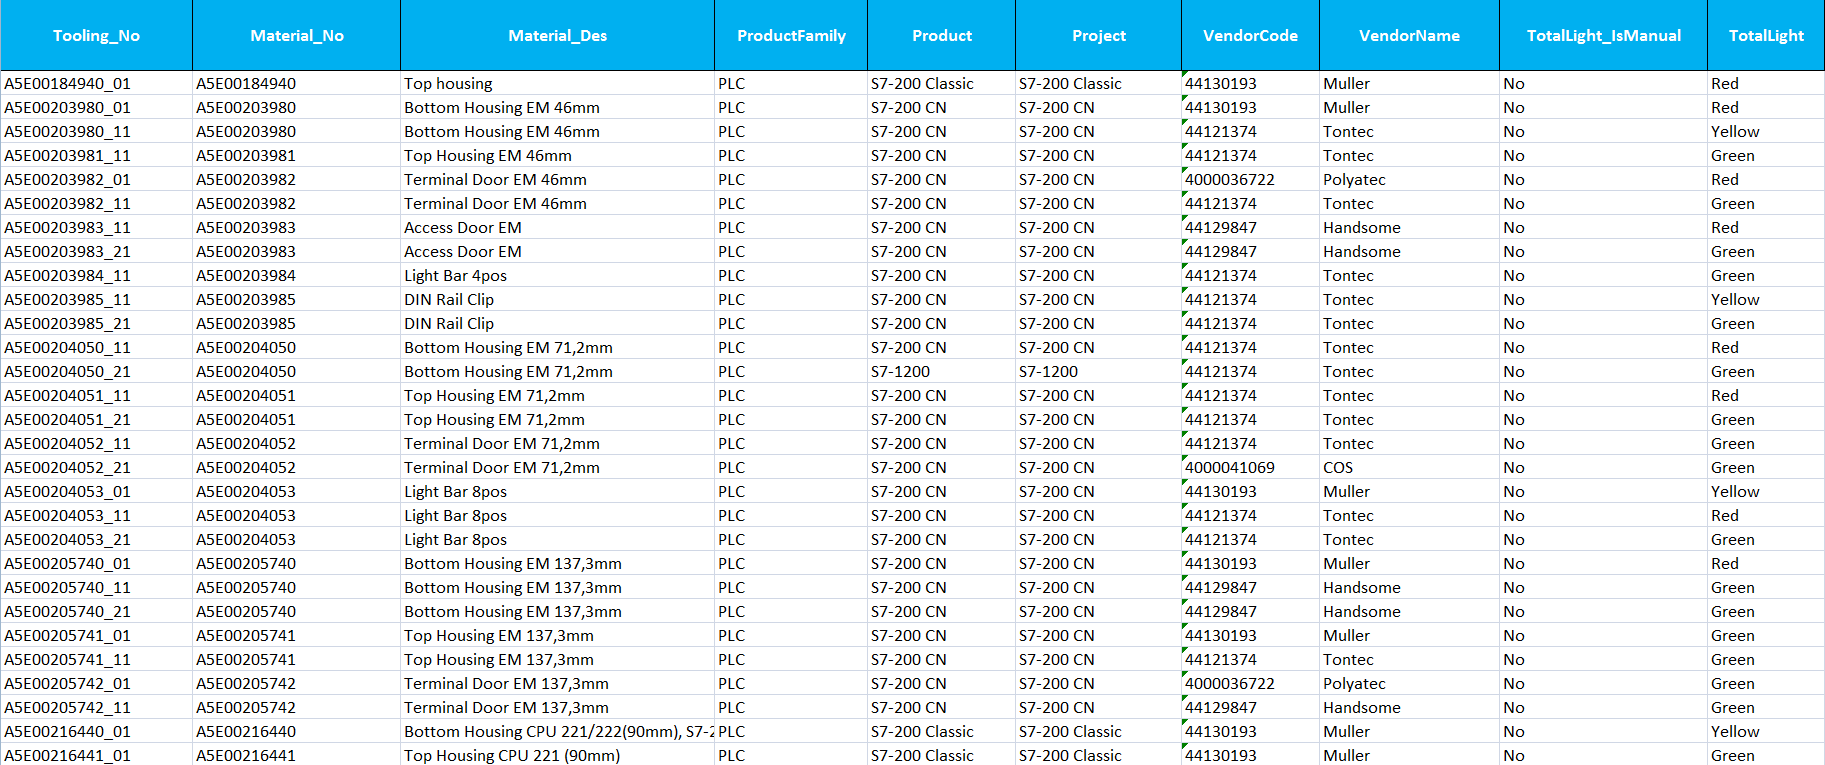 Tooling_No Material_No Material_Des ProductFamily Product Project VendorCode VendorName TotalLight_IsManual TotalLight
A5E00184940_01 A5E00184940 Top housing PLC S7-200 Classic S7-200 Classic 44130193 Muller No Red
A5E00203980_01 A5E00203980 Bottom Housing EM 46mm PLC S7-200 CN S7-200 CN 44130193 Muller No Red
A5E00203980_11 A5E00203980 Bottom Housing EM 46mm PLC S7-200 CN S7-200 CN 44121374 Tontec No Yellow
A5E00203981_11 A5E00203981 Top Housing EM 46mm PLC S7-200 CN S7-200 CN 44121374 Tontec No Green
A5E00203982_01 A5E00203982 Terminal Door EM 46mm PLC S7-200 CN S7-200 CN 4000036722 Polyatec No Red
A5E00203982_11 A5E00203982 Terminal Door EM 46mm PLC S7-200 CN S7-200 CN 44121374 Tontec No Green
A5E00203983_11 A5E00203983 Access Door EM PLC S7-200 CN S7-200 CN 44129847 Handsome No Red
A5E00203983_21 A5E00203983 Access Door EM PLC S7-200 CN S7-200 CN 44129847 Handsome No Green
A5E00203984_11 A5E00203984 Light Bar 4pos PLC S7-200 CN S7-200 CN 44121374 Tontec No Green
A5E00203985_11 A5E00203985 DIN Rail Clip PLC S7-200 CN S7-200 CN 44121374 Tontec No Yellow
A5E00203985_21 A5E00203985 DIN Rail Clip PLC S7-200 CN S7-200 CN 44121374 Tontec No Green
A5E00204050_11 A5E00204050 Bottom Housing EM 71,2mm PLC S7-200 CN S7-200 CN 44121374 Tontec No Red
A5E00204050_21 A5E00204050 Bottom Housing EM 71,2mm PLC S7-1200 S7-1200 44121374 Tontec No Green
A5E00204051_11 A5E00204051 Top Housing EM 71,2mm PLC S7-200 CN S7-200 CN 44121374 Tontec No Red
A5E00204051_21 A5E00204051 Top Housing EM 71,2mm PLC S7-200 CN S7-200 CN 44121374 Tontec No Green
A5E00204052_11 A5E00204052 Terminal Door EM 71,2mm PLC S7-200 CN S7-200 CN 44121374 Tontec No Green
A5E00204052_21 A5E00204052 Terminal Door EM 71,2mm PLC S7-200 CN S7-200 CN 4000041069 COS No Green
A5E00204053_01 A5E00204053 Light Bar 8pos PLC S7-200 CN S7-200 CN 44130193 Muller No Yellow
A5E00204053_11 A5E00204053 Light Bar 8pos PLC S7-200 CN S7-200 CN 44121374 Tontec No Red
A5E00204053_21 A5E00204053 Light Bar 8pos PLC S7-200 CN S7-200 CN 44121374 Tontec No Green
A5E00205740_01 A5E00205740 Bottom Housing EM 137,3mm PLC S7-200 CN S7-200 CN 44130193 Muller No Red
A5E00205740_11 A5E00205740 Bottom Housing EM 137,3mm PLC S7-200 CN S7-200 CN 44129847 Handsome No Green
A5E00205740_21 A5E00205740 Bottom Housing EM 137,3mm PLC S7-200 CN S7-200 CN 44129847 Handsome No Green
A5E00205741_01 A5E00205741 Top Housing EM 137,3mm PLC S7-200 CN S7-200 CN 44130193 Muller No Green
A5E00205741_11 A5E00205741 Top Housing EM 137,3mm PLC S7-200 CN S7-200 CN 44121374 Tontec No Green
A5E00205742_01 A5E00205742 Terminal Door EM 137,3mm PLC S7-200 CN S7-200 CN 4000036722 Polyatec No Green
A5E00205742_11 A5E00205742 Terminal Door EM 137,3mm PLC S7-200 CN S7-200 CN 44129847 Handsome No Green
A5E00216440_01 A5E00216440 Bottom Housing CPU 221/222(90mm), S7-2 PLC S7-200 Classic S7-200 Classic 44130193 Muller No Yellow
A5E00216441_01 A5E00216441 Top Housing CPU 221 (90mm) PLC S7-200 Classic S7-200 Classic 44130193 Muller No Green